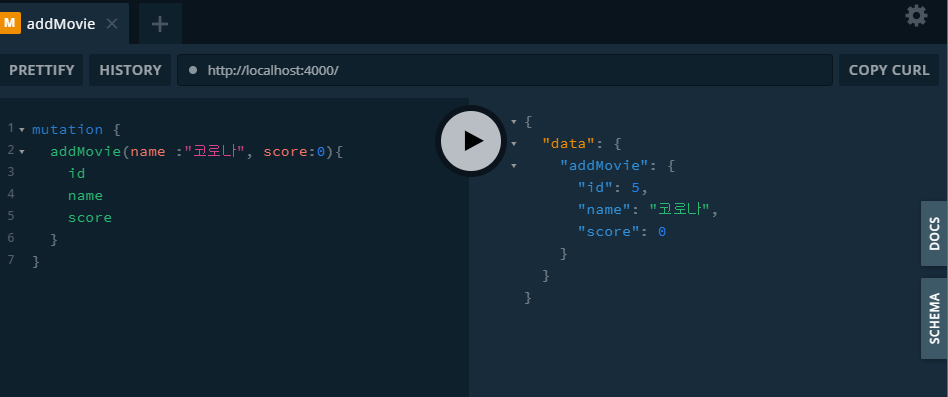 M addMovie × +
PRETTIFY HISTORY http://localhost:4000/ COPY CURL
1 mutation {
2 addMovie(name :"코로나", score:0){
3 id
4 name
5 score
6 }
7 }
{
"data": {
"addMovie": {
"id": 5,
"name": "코로나",
"score": 0
}
}
}
DOCS
SCHEMA